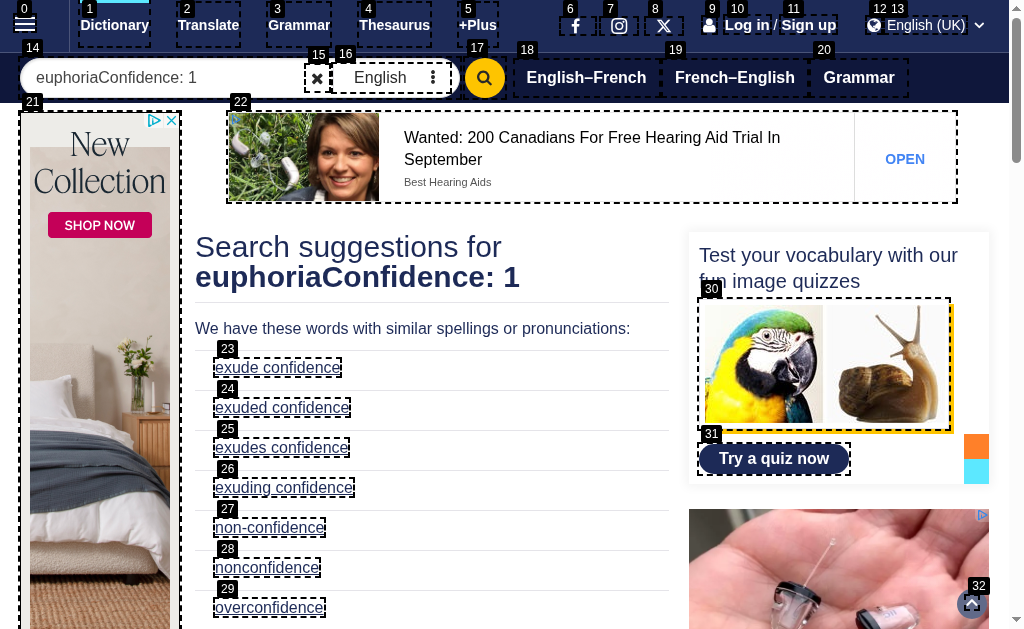 0 1 2 3 4 5 6 7 8 9 10 11 12 13
Dictionary Translate Grammar Thesaurus +Plus Log in / Sign up English (UK)
14 15 16 17 18 19 20
euphoriaConfidence: 1 English English–French French–English Grammar
21 22
New
Collection
SHOP NOW
Wanted: 200 Canadians For Free Hearing Aid Trial In
September
Best Hearing Aids
OPEN
Search suggestions for
euphoriaConfidence: 1
We have these words with similar spellings or pronunciations:
23
exude confidence
24
exuded confidence
25
exudes confidence
26
exuding confidence
27
non-confidence
28
nonconfidence
29
overconfidence
Test your vocabulary with our
fun image quizzes
30
31
Try a quiz now
32